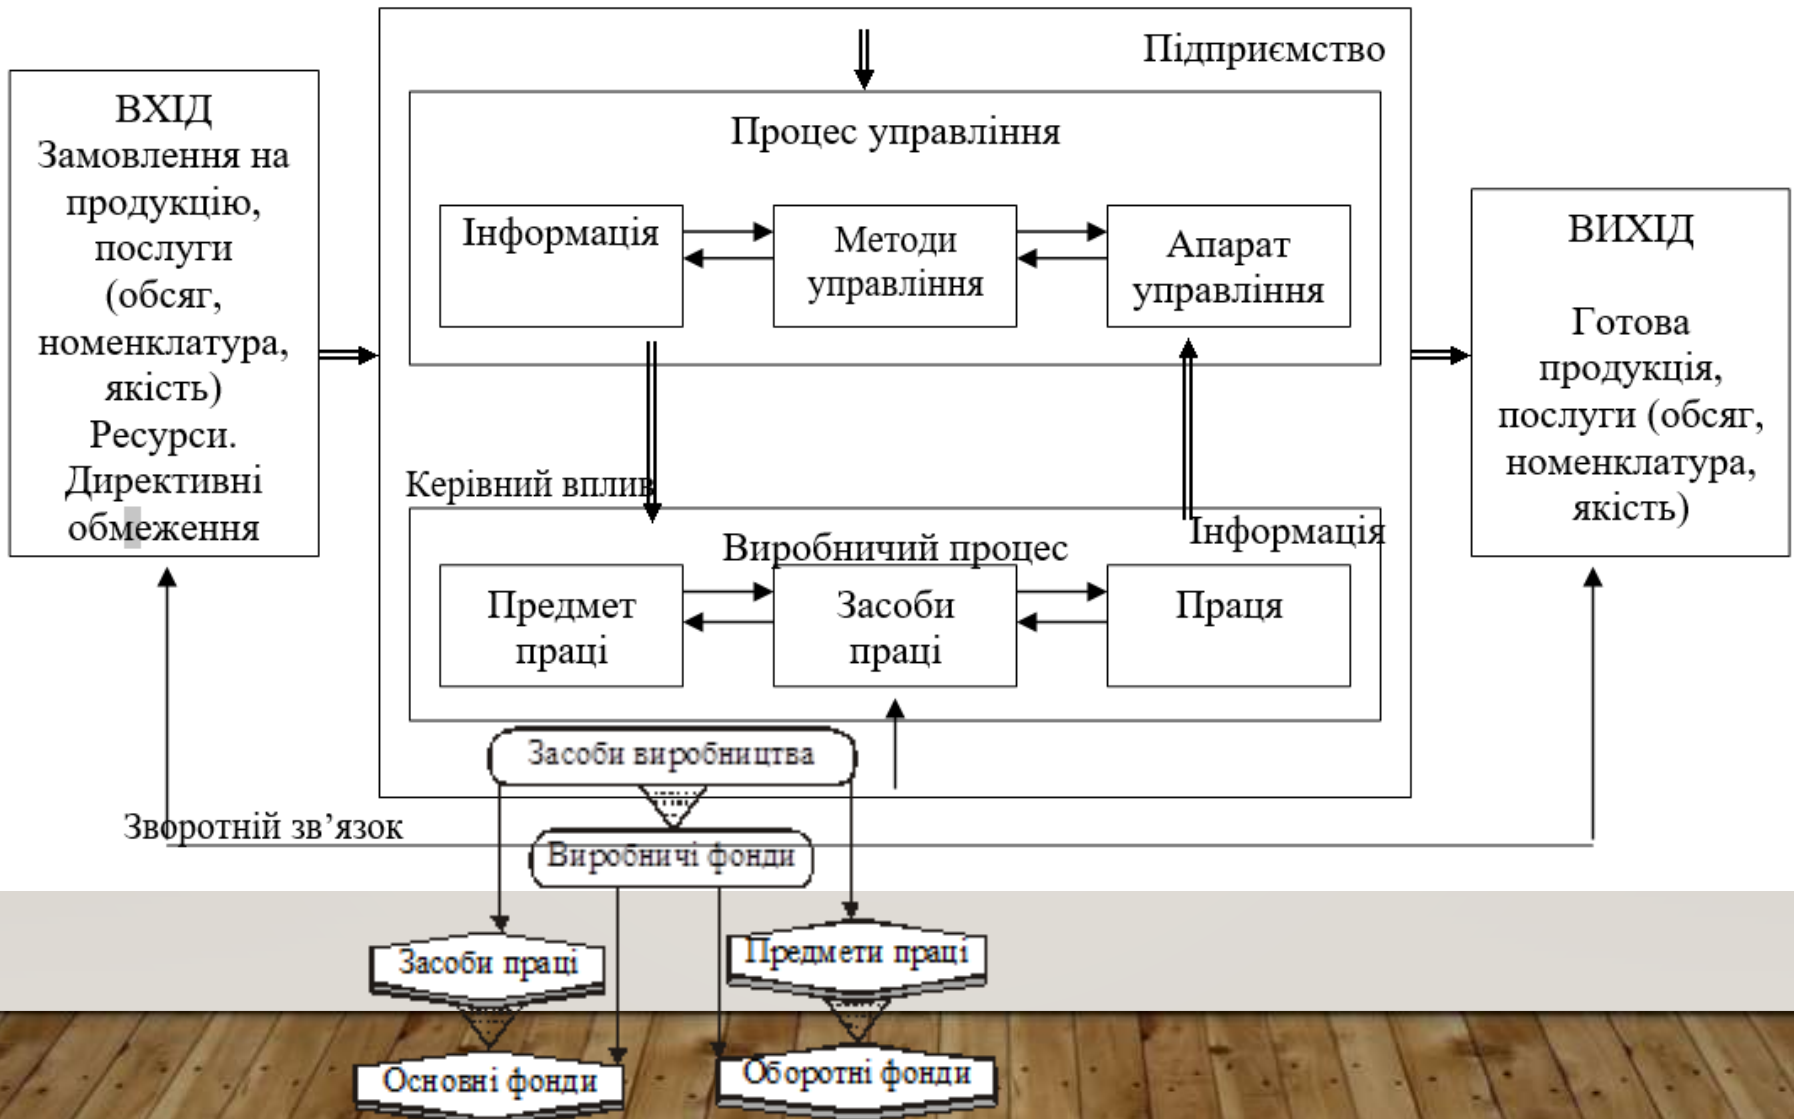 Підприємство
ВХІД
Замовлення на
продукцію,
послуги
(обсяг,
номенклатура,
якість)
Ресурси.
Директивні
обмеження
Процес управління
Інформація
Методи
управління
Апарат
управління
ВИХІД
Готова
продукція,
послуги (обсяг,
номенклатура,
якість)
Керівний вплив
Інформація
Виробничий процес
Предмет
праці
Засоби
праці
Праця
Засоби виробництва
Зворотній зв’язок
Виробничі фонди
Засоби праці
Предмети праці
Основні фонди
Оборотні фонди